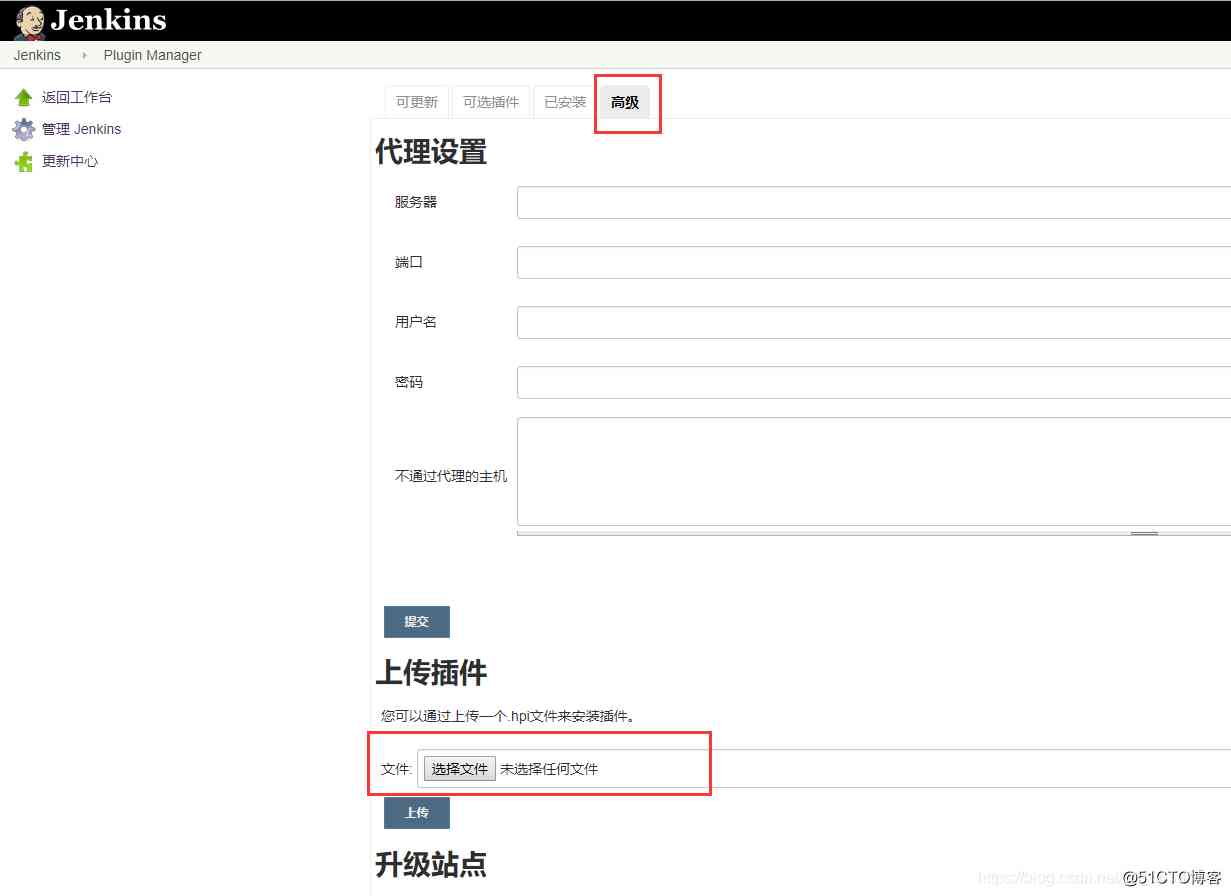 Jenkins
Jenkins Plugin Manager
返回工作台
管理 Jenkins
更新中心
可更新 可选插件 已安装 高级
代理设置
服务器
端口
用户名
密码
不通过代理的主机
提交
上传插件
您可以通过上传一个.hpi文件来安装插件。
文件: 选择文件 未选择任何文件
上传
升级站点
https://blog.csdn.net @51CTO博客